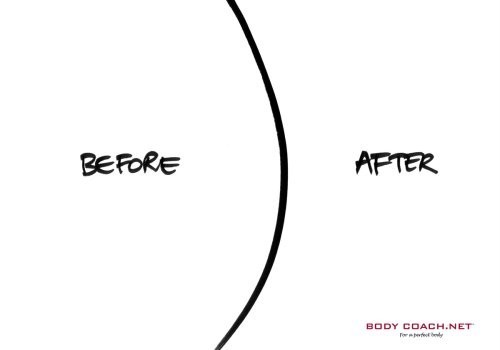 BEFORE
AFTER
BODY COACH.NET
For a perfect body